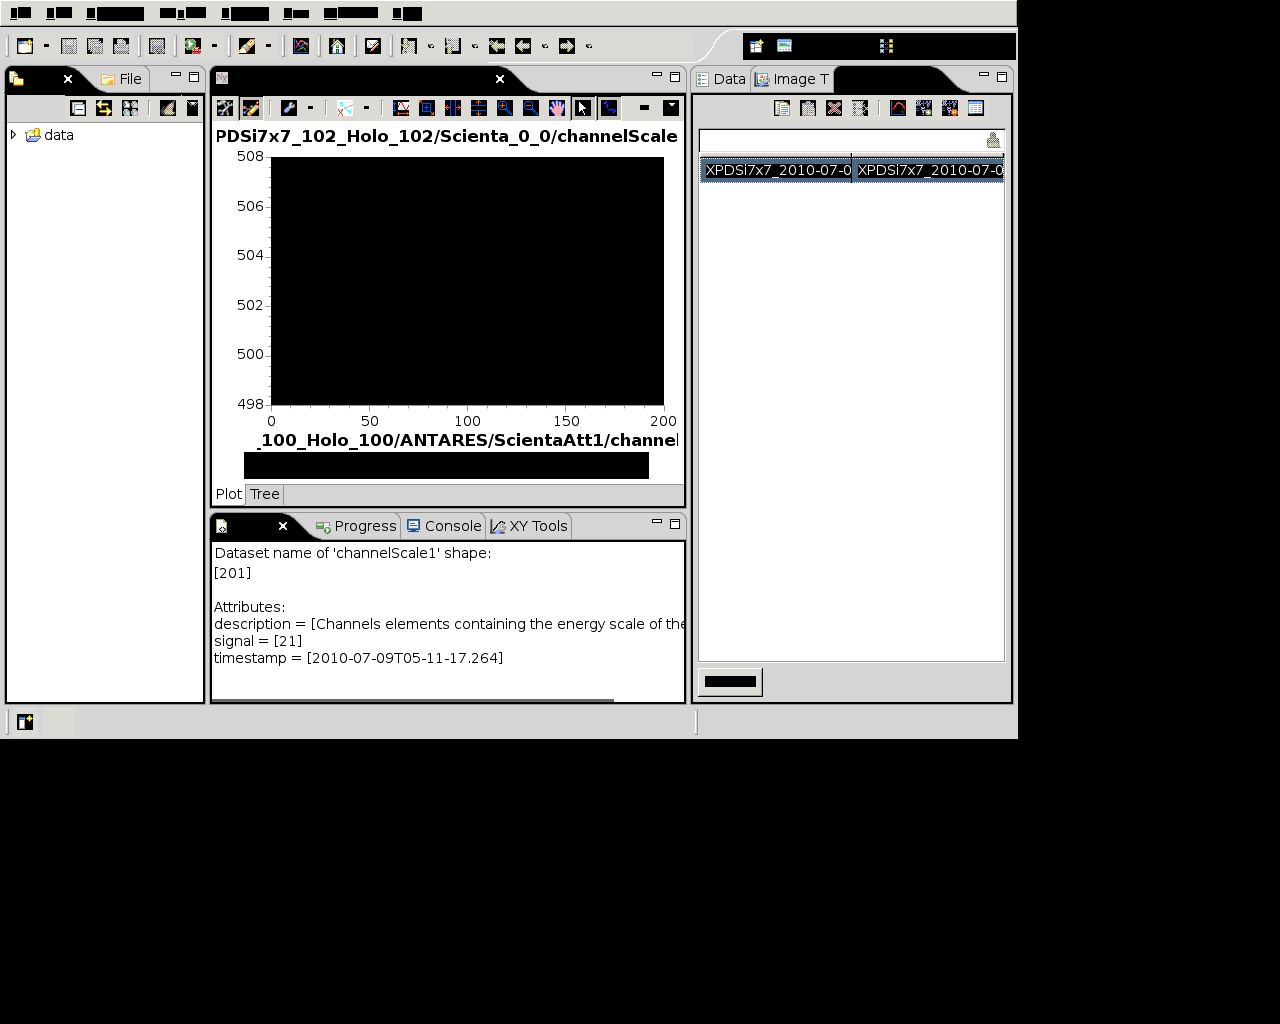 File
Data
Image T
data
PDSi7x7_102_Holo_102/Scienta_0_0/channelScale
508
506
504
502
500
498
0 50 100 150 200
_100_Holo_100/ANTARES/ScientaAtt1/channel
Plot
Tree
XPDSi7x7_2010-07-0
XPDSi7x7_2010-07-0
Progress
Console
XY Tools
Dataset name of 'channelScale1' shape:
[201]
Attributes:
description = [Channels elements containing the energy scale of the
signal = [21]
timestamp = [2010-07-09T05-11-17.264]